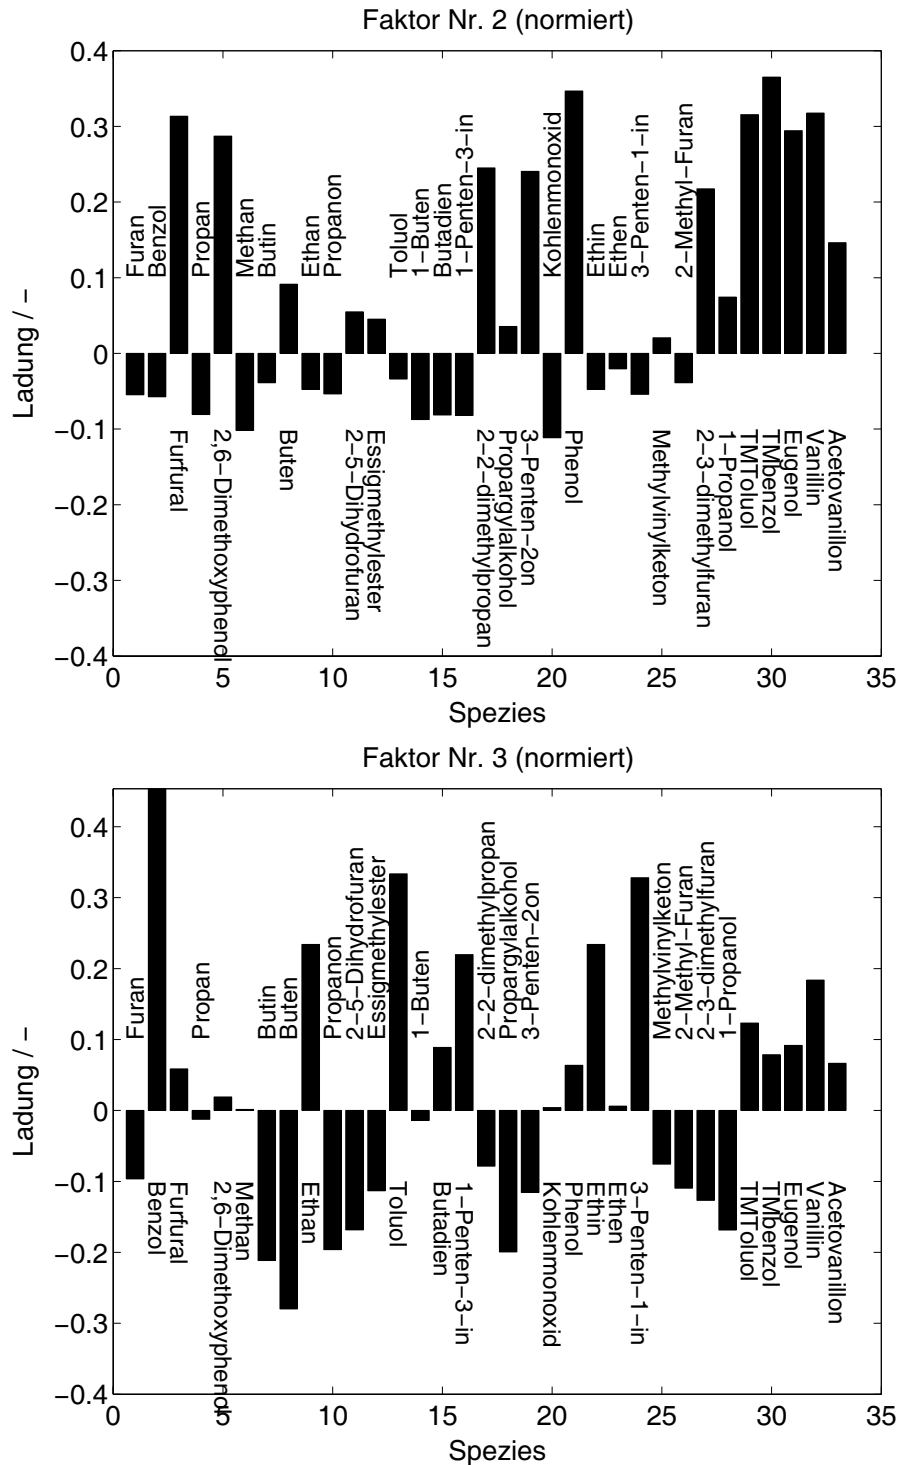 Faktor Nr. 2 (normiert)
0.4
0.3
0.2
0.1
0
−0.1
−0.2
−0.3
−0.4
Ladung / −
Furan
Benzol
Furfural
Propan
2,6−Dimethoxyphenol
Methan
Butin
Buten
Ethan
Propanon
2−5−Dihydrofuran
Essigmethylester
Toluol
1−Buten
Butadien
1−Penten−3−in
2−2−dimethylpropan
Propargylalkohol
3−Penten−2on
Kohlenmonoxid
Phenol
Ethin
Ethen
3−Penten−1−in
Methylvinylketon
2−Methyl−Furan
2−3−dimethylfuran
1−Propanol
TMToluol
TMbenzol
Eugenol
Vanillin
Acetovanillon
0 5 10 15 20 25 30 35
Spezies
Faktor Nr. 3 (normiert)
0.4
0.3
0.2
0.1
0
−0.1
−0.2
−0.3
−0.4
Ladung / −
Furan
Benzol
Furfural
Propan
2,6−Dimethoxyphenol
Methan
Butin
Buten
Ethan
Propanon
2−5−Dihydrofuran
Essigmethylester
Toluol
1−Buten
Butadien
1−Penten−3−in
2−2−dimethylpropan
Propargylalkohol
3−Penten−2on
Kohlenmonoxid
Phenol
Ethin
Ethen
3−Penten−1−in
Methylvinylketon
2−Methyl−Furan
2−3−dimethylfuran
1−Propanol
TMToluol
TMbenzol
Eugenol
Vanillin
Acetovanillon
0 5 10 15 20 25 30 35
Spezies